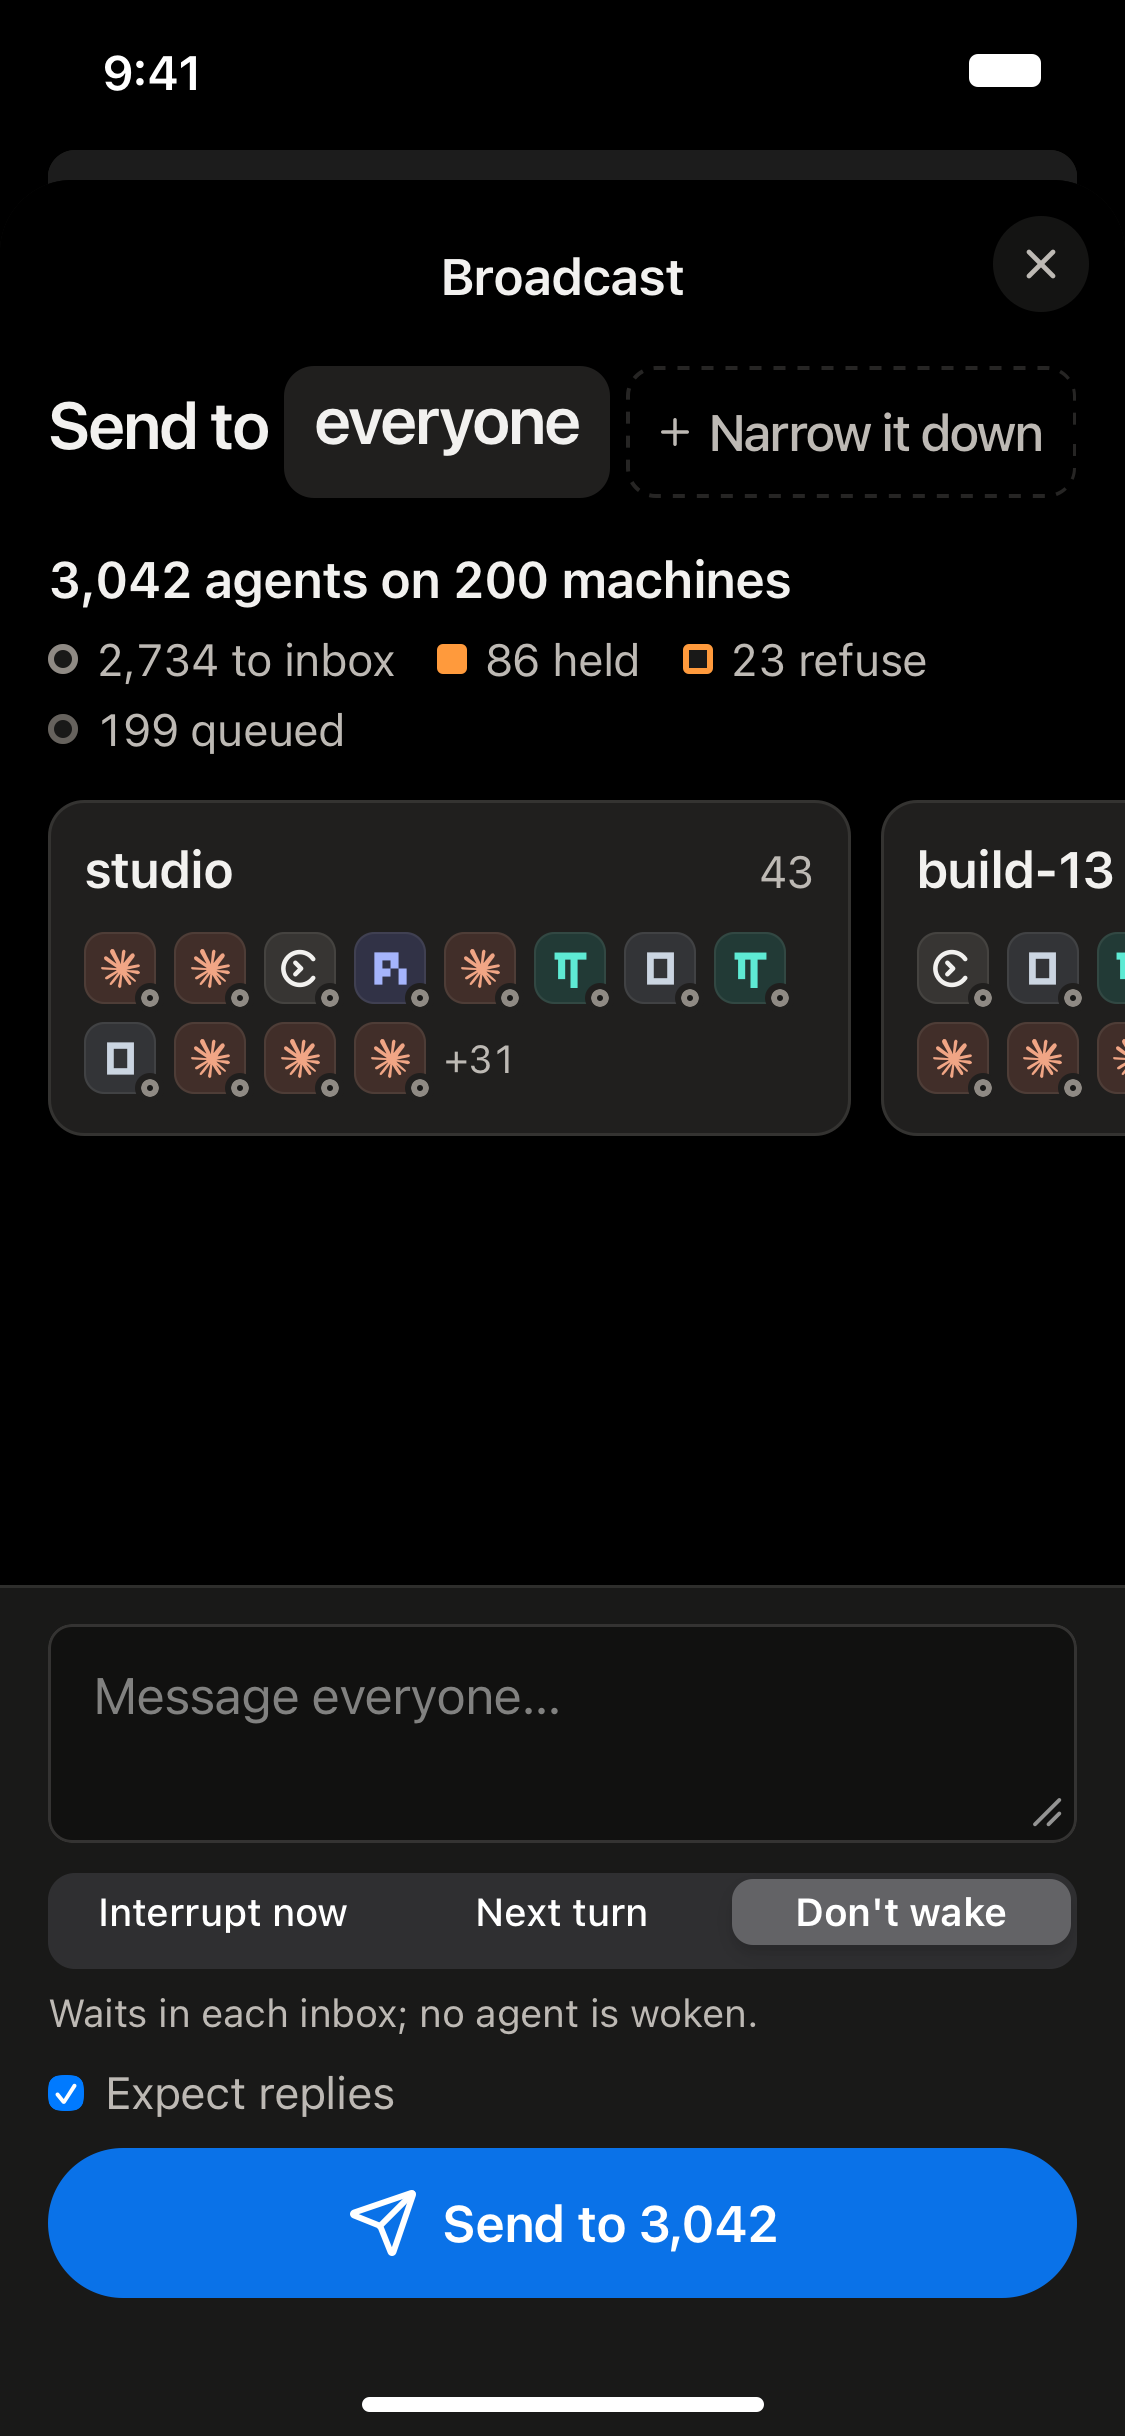 9:41
Broadcast
Send to everyone + Narrow it down
3,042 agents on 200 machines
2,734 to inbox 86 held 23 refuse
199 queued
studio 43 build-13
+31
Message everyone...
Interrupt now Next turn Don't wake
Waits in each inbox; no agent is woken.
Expect replies
Send to 3,042